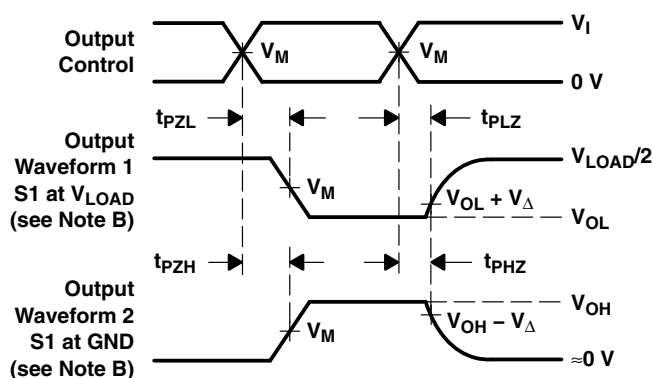 Output
Control
V_I
V_M
V_M
0 V
t_PZL
t_PLZ
Output
Waveform 1
S1 at V_LOAD
(see Note B)
V_LOAD/2
V_M
V_OL + V_Δ
V_OL
t_PZH
t_PHZ
Output
Waveform 2
S1 at GND
(see Note B)
V_OH
V_M
V_OH − V_Δ
≈0 V